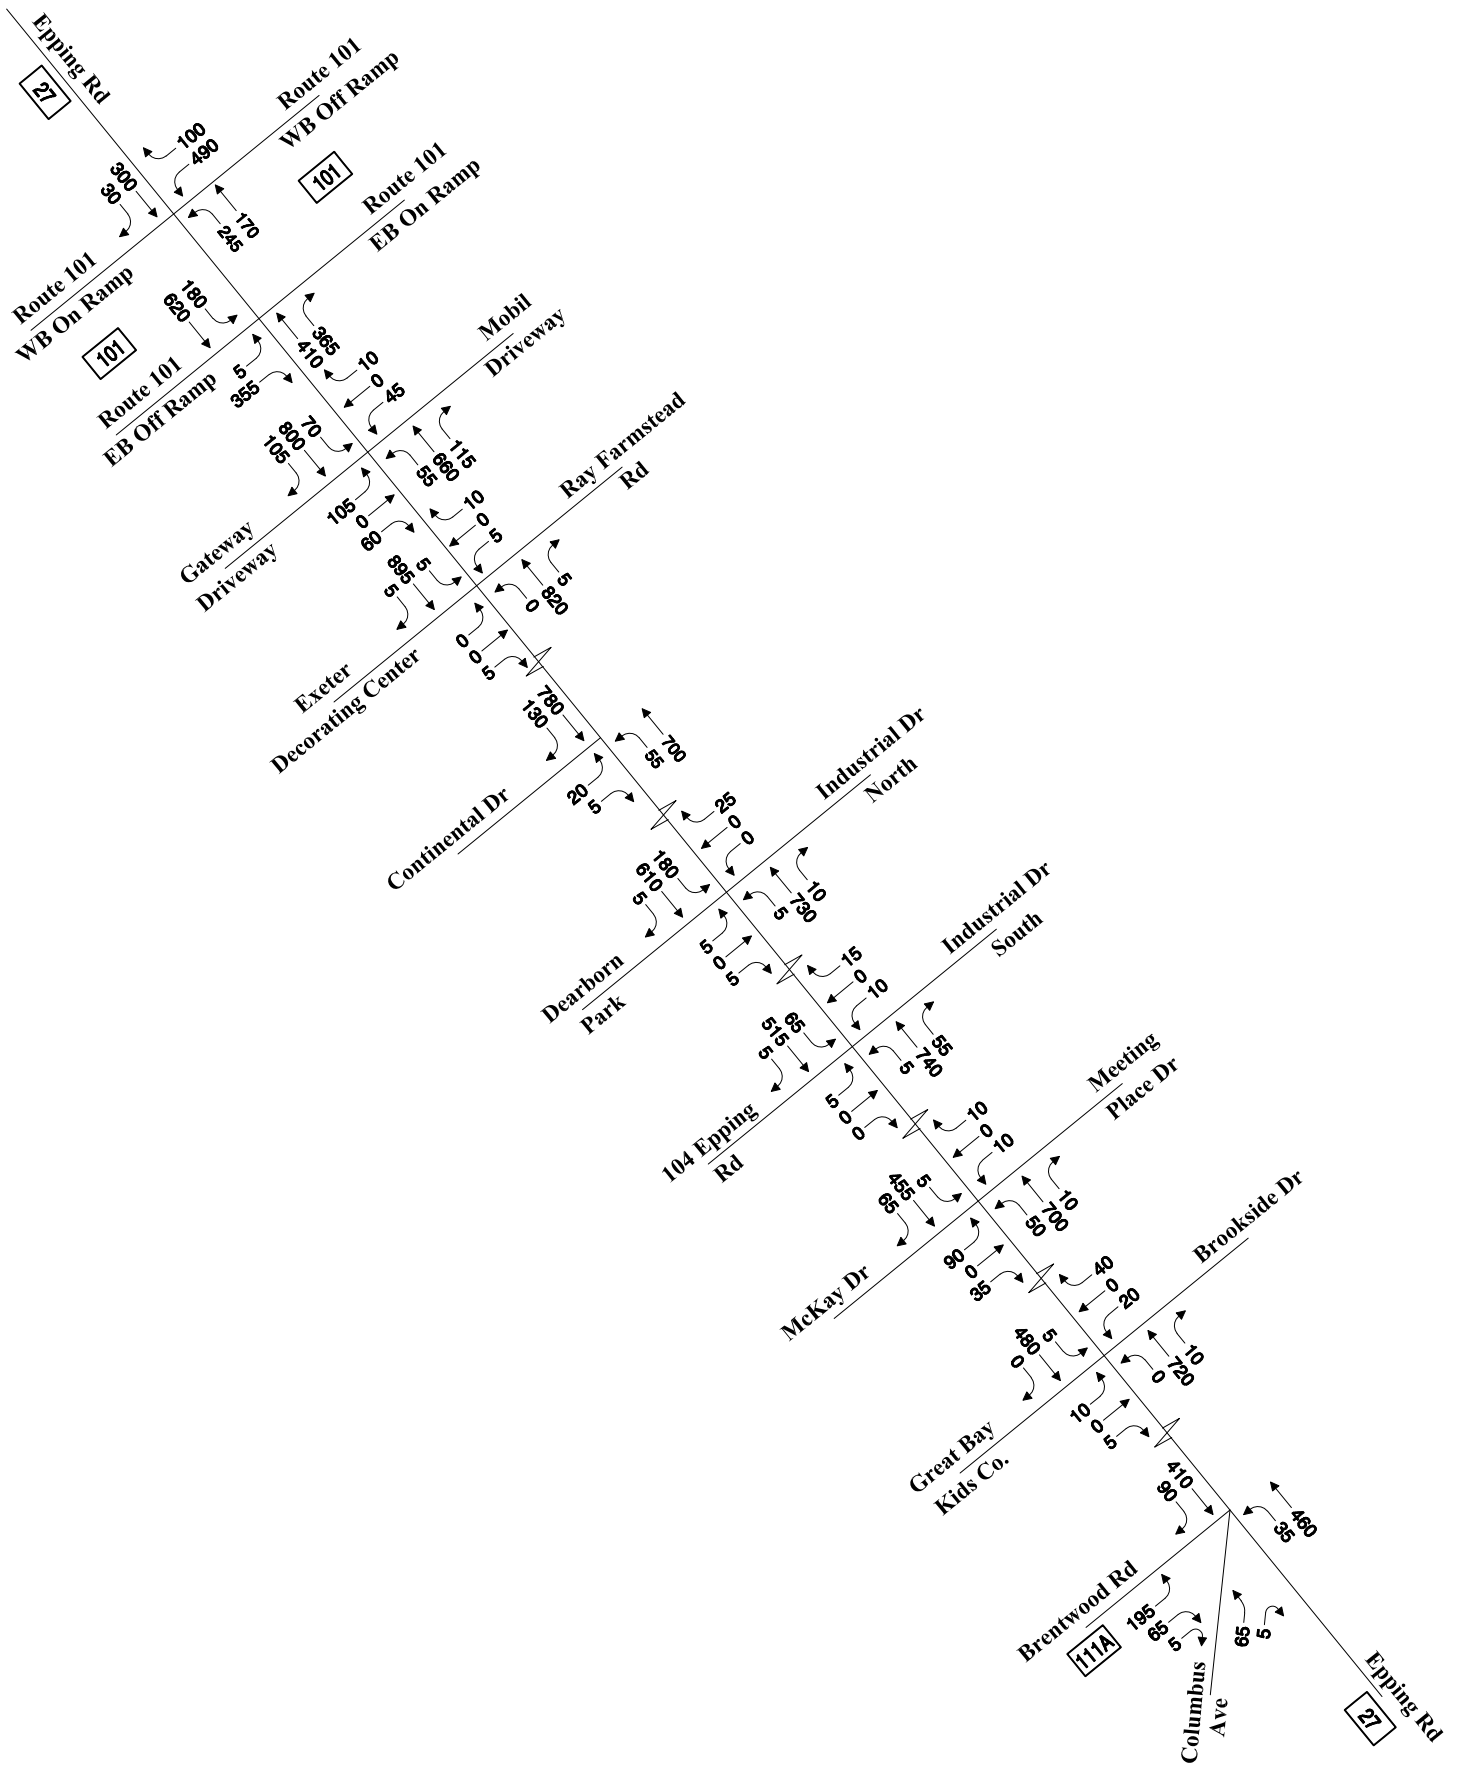 Epping Rd
27
Route 101
WB Off Ramp
100
490
300
30
170
245
Route 101
WB On Ramp
101
Route 101
EB On Ramp
101
180
620
365
410
5
355
Route 101
EB Off Ramp
Mobil
Driveway
10
0
45
70
800
105
115
660
55
105
0
60
Gateway
Driveway
Ray Farmstead
Rd
10
0
5
5
895
5
5
820
0
0
0
5
Exeter
Decorating Center
780
130
700
55
20
5
Continental Dr
Industrial Dr
North
25
0
0
180
610
5
10
730
5
5
0
5
Dearborn
Park
Industrial Dr
South
15
0
10
65
515
5
55
740
5
5
0
0
104 Epping
Rd
Meeting
Place Dr
10
0
10
5
455
65
10
700
50
90
0
35
McKay Dr
Brookside Dr
40
0
20
5
480
0
10
720
0
10
0
5
Great Bay
Kids Co.
410
90
460
35
Brentwood Rd
111A
195
65
5
65
5
Columbus
Ave
Epping Rd
27